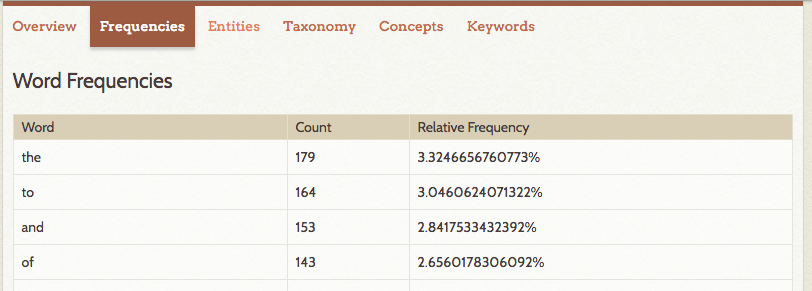 Overview Frequencies Entities Taxonomy Concepts Keywords
Word Frequencies
Word Count Relative Frequency
the 179 3.3246656760773%
to 164 3.0460624071322%
and 153 2.8417533432392%
of 143 2.6560178306092%